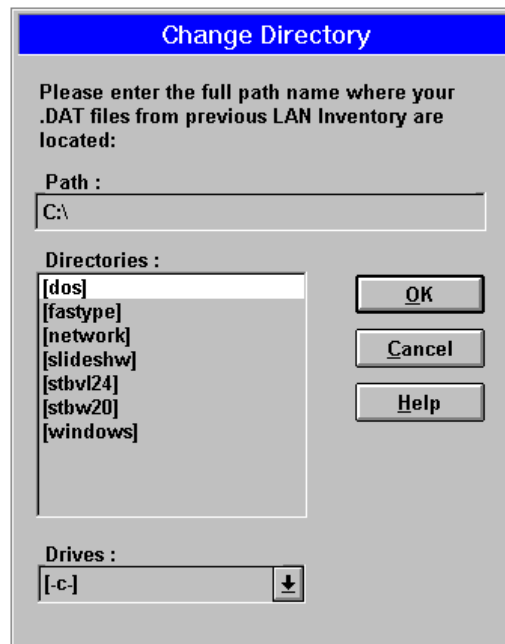 Change Directory
Please enter the full path name where your
.DAT files from previous LAN Inventory are
located:
Path :
C:\
Directories :
[dos]
[fastype]
[network]
[slideshw]
[stbvl24]
[stbw20]
[windows]
OK
Cancel
Help
Drives :
[-c-]